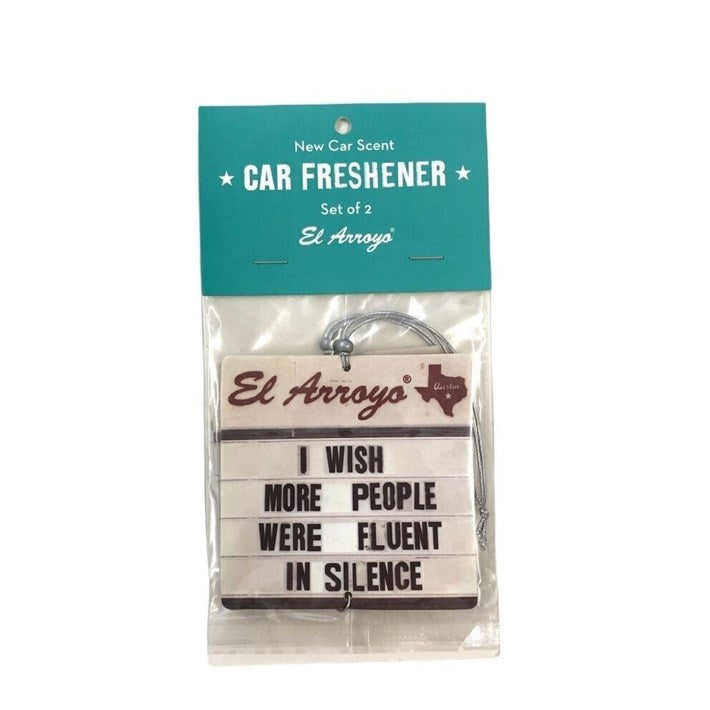 New Car Scent
★ CAR FRESHENER ★
Set of 2
El Arroyo®
El Arroyo®
Austin
I WISH
MORE PEOPLE
WERE FLUENT
IN SILENCE